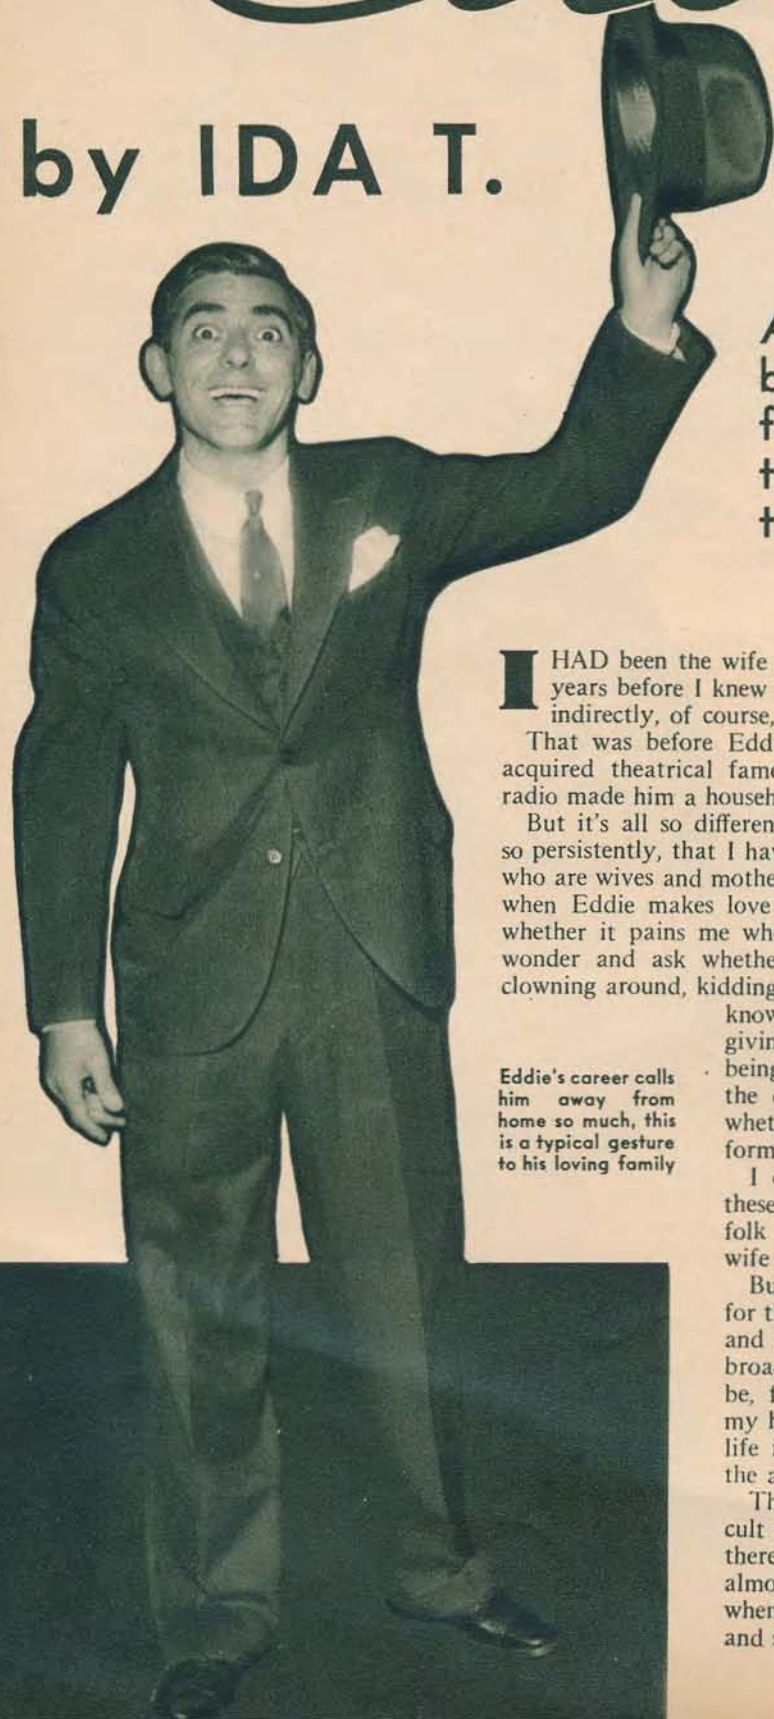 by IDA T.
I HAD been the wife
years before I knew
indirectly, of course,
That was before Edd
acquired theatrical fame
radio made him a househ
But it's all so differen
so persistently, that I hav
who are wives and mothe
when Eddie makes love
whether it pains me wh
wonder and ask whethe
clowning around, kidding
know
givin
being
the
whet
form
I
these
folk
wife
Bu
for t
and
broa
be, f
my h
life
the a
Th
cult
there
almo
when
and s
Eddie's career calls
him away from
home so much, this
is a typical gesture
to his loving family